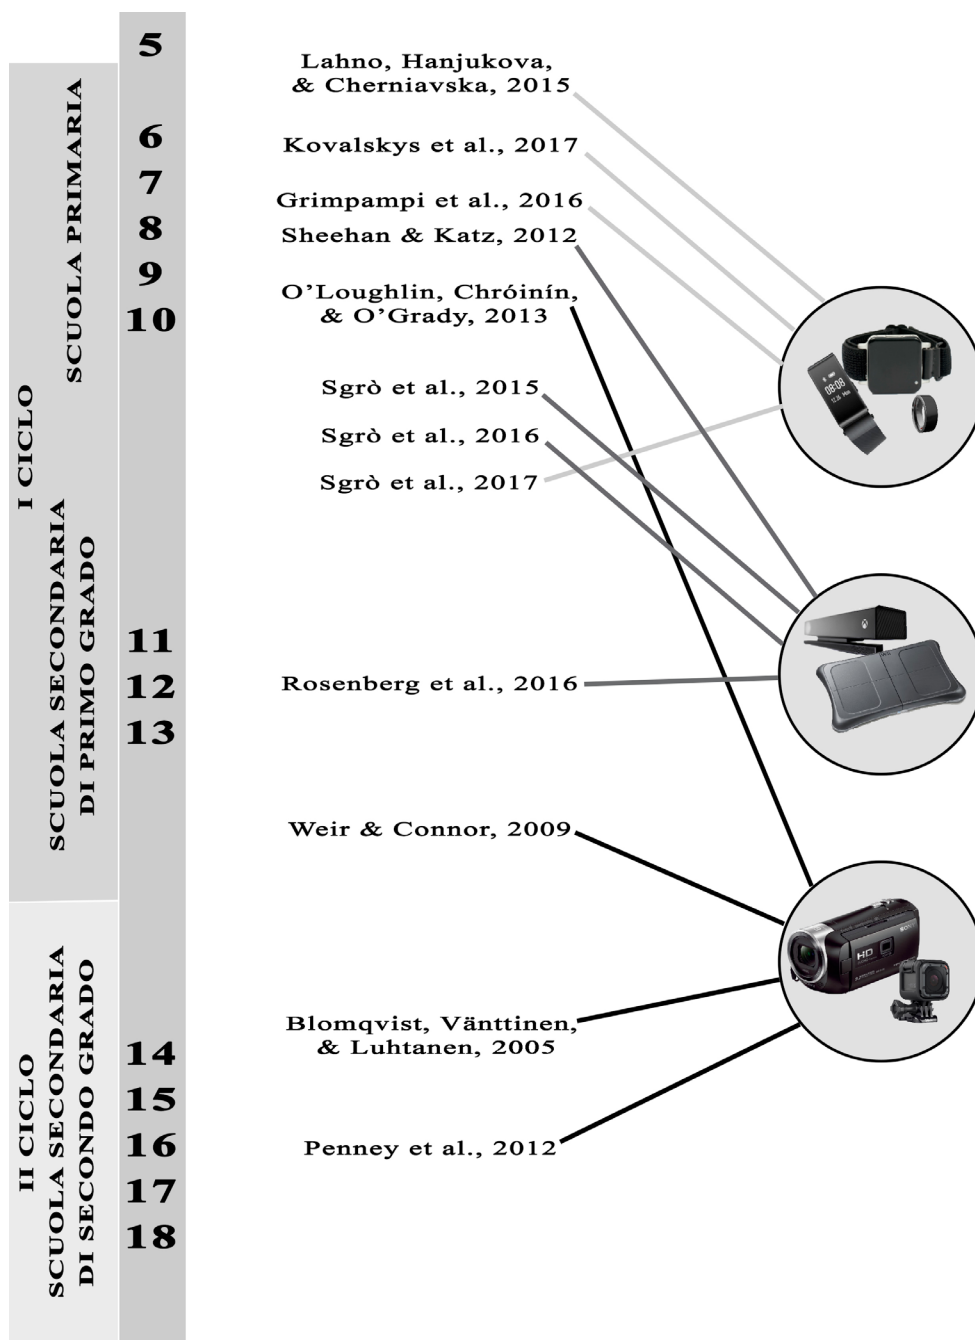 5
6
7
8
9
10
11
12
13
14
15
16
17
18
I CICLO
SCUOLA PRIMARIA
SCUOLA SECONDARIA
DI PRIMO GRADO
II CICLO
SCUOLA SECONDARIA
DI SECONDO GRADO
Lahno, Hanjukova,
& Cherniavska, 2015
Kovalskys et al., 2017
Grimpampi et al., 2016
Sheehan & Katz, 2012
O’Loughlin, Chróinín,
& O’Grady, 2013
Sgrò et al., 2015
Sgrò et al., 2016
Sgrò et al., 2017
Rosenberg et al., 2016
Weir & Connor, 2009
Blomqvist, Vänttinen,
& Luhtanen, 2005
Penney et al., 2012
08:08
HD